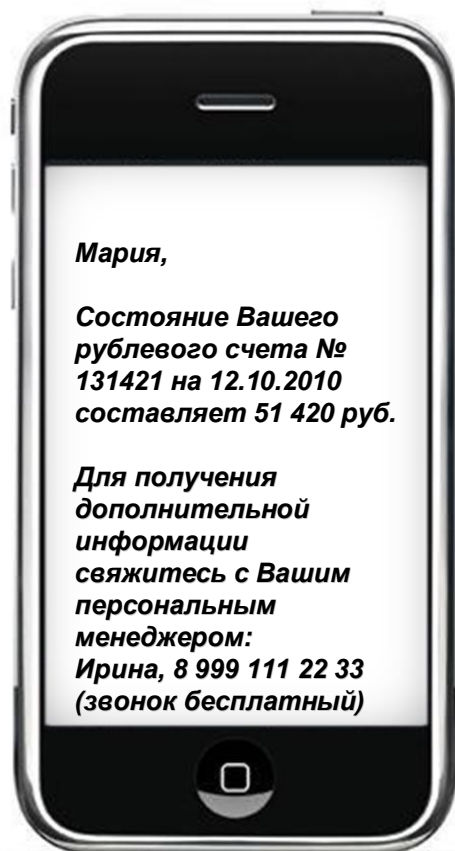 Мария,
Состояние Вашего
рублевого счета №
131421 на 12.10.2010
составляет 51 420 руб.
Для получения
дополнительной
информации
свяжитесь с Вашим
персональным
менеджером:
Ирина, 8 999 111 22 33
(звонок бесплатный)